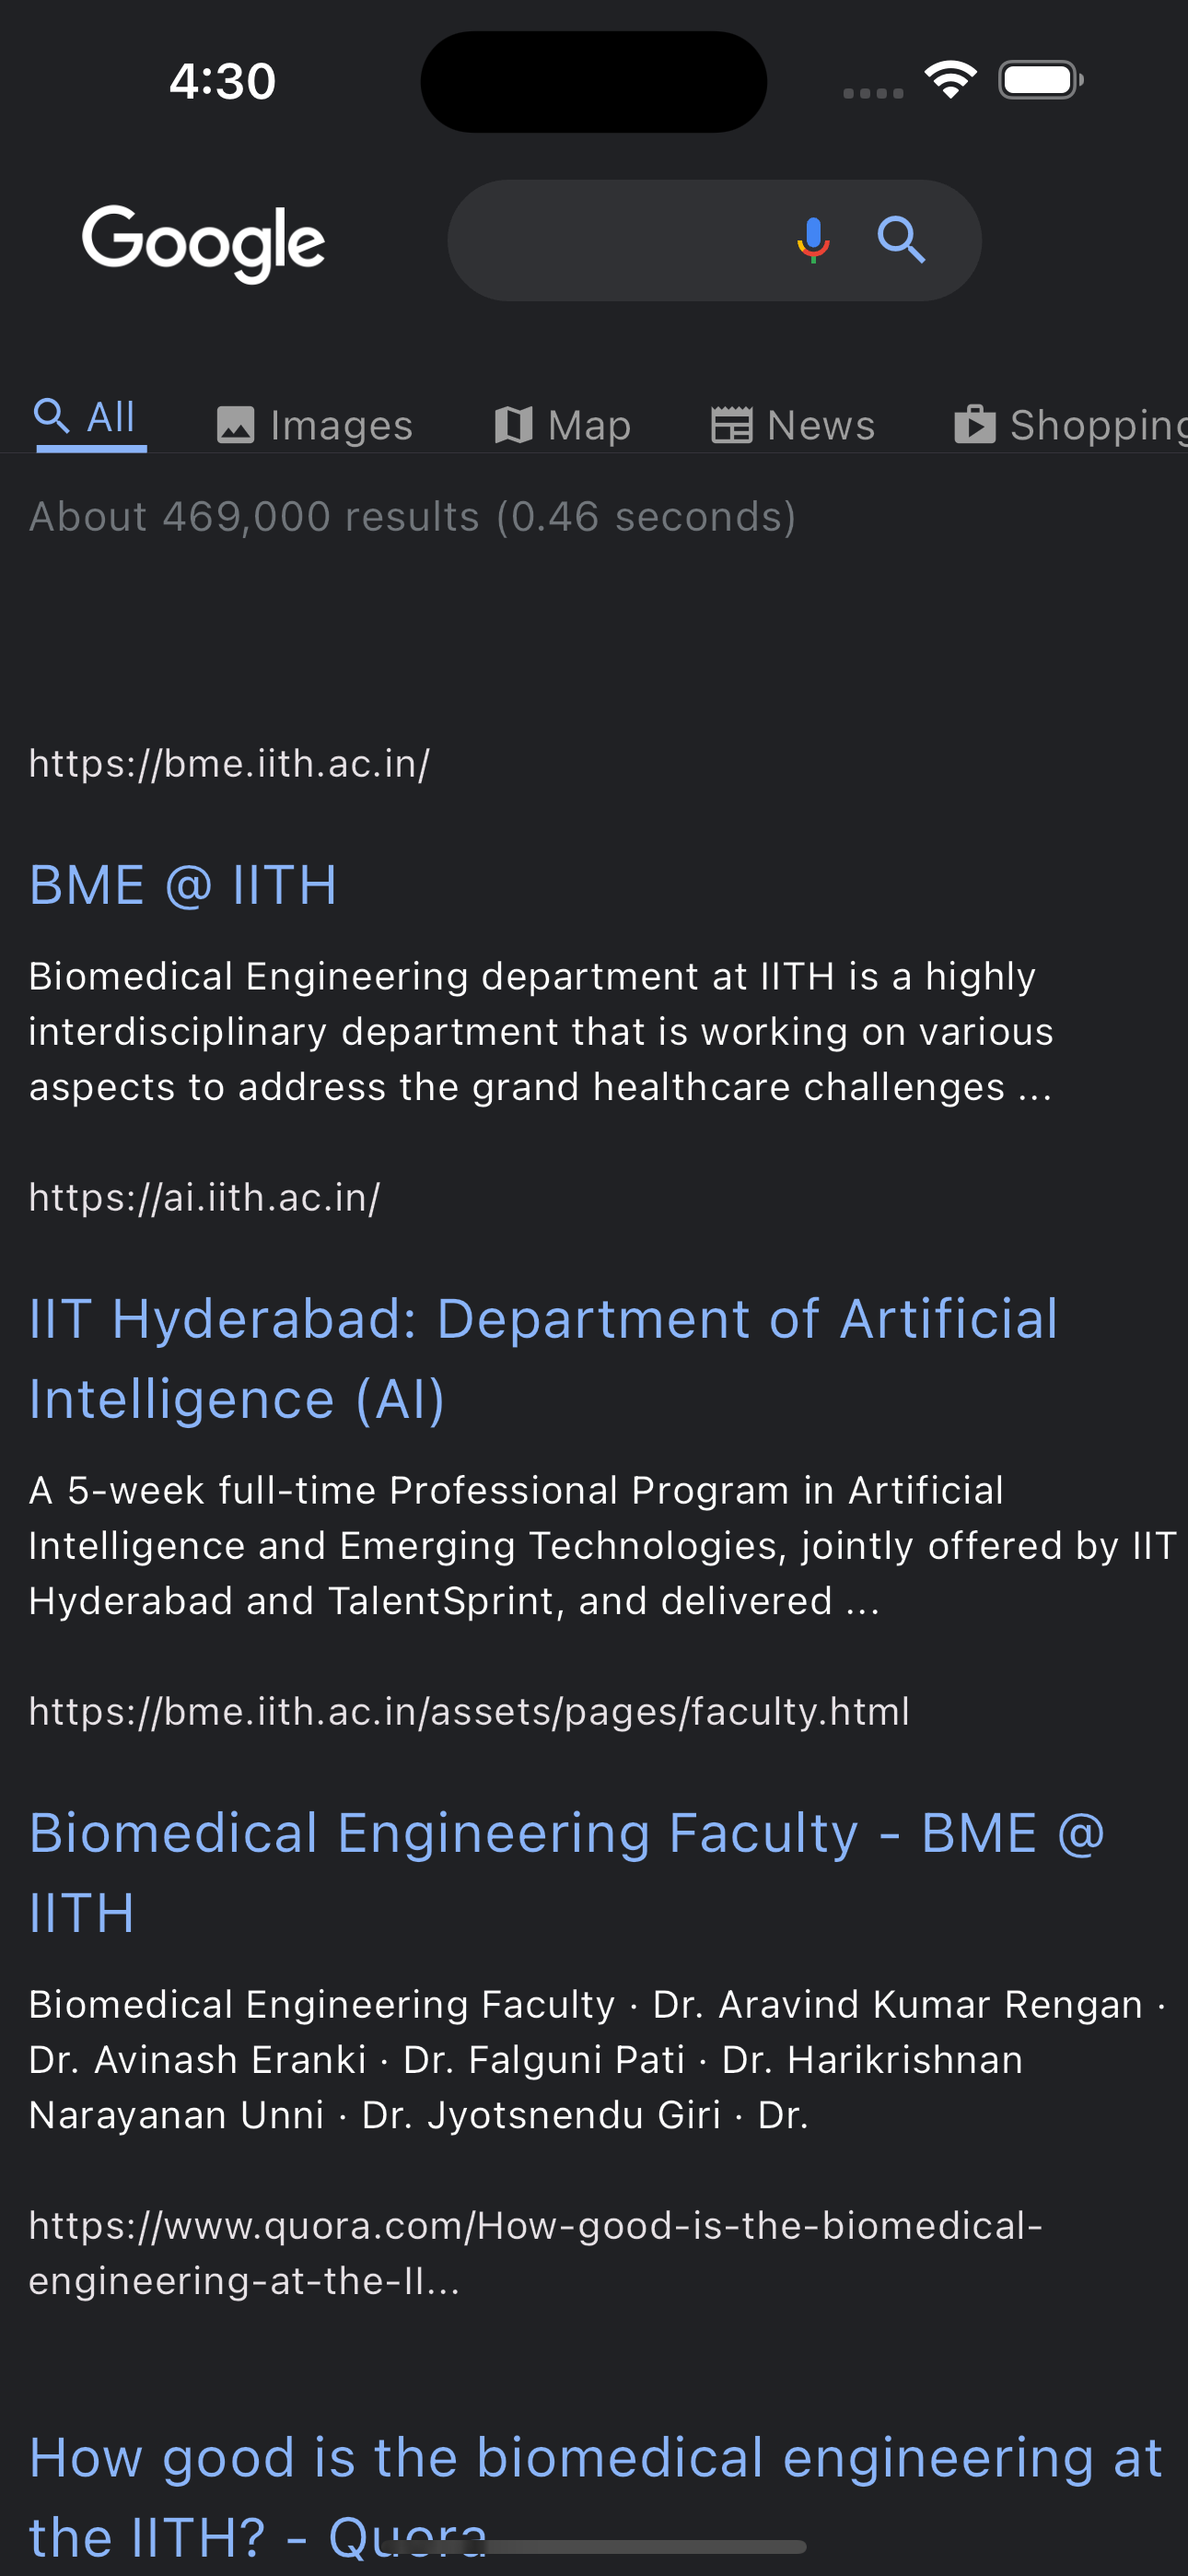 4:30
Google
All Images Map News Shopping
About 469,000 results (0.46 seconds)
https://bme.iith.ac.in/
BME @ IITH
Biomedical Engineering department at IITH is a highly
interdisciplinary department that is working on various
aspects to address the grand healthcare challenges ...
https://ai.iith.ac.in/
IIT Hyderabad: Department of Artificial
Intelligence (AI)
A 5-week full-time Professional Program in Artificial
Intelligence and Emerging Technologies, jointly offered by IIT
Hyderabad and TalentSprint, and delivered ...
https://bme.iith.ac.in/assets/pages/faculty.html
Biomedical Engineering Faculty - BME @
IITH
Biomedical Engineering Faculty · Dr. Aravind Kumar Rengan ·
Dr. Avinash Eranki · Dr. Falguni Pati · Dr. Harikrishnan
Narayanan Unni · Dr. Jyotsnendu Giri · Dr.
https://www.quora.com/How-good-is-the-biomedical-
engineering-at-the-II...
How good is the biomedical engineering at
the IITH? - Quora